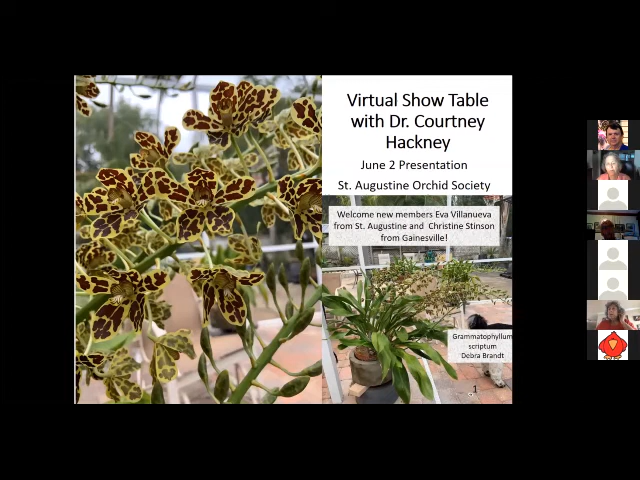 Virtual Show Table
with Dr. Courtney
Hackney
June 2 Presentation
St. Augustine Orchid Society
Welcome new members Eva Villanueva
from St. Augustine and Christine Stinson
from Gainesville!
Grammatophyllum
scriptum
Debra Brandt
1